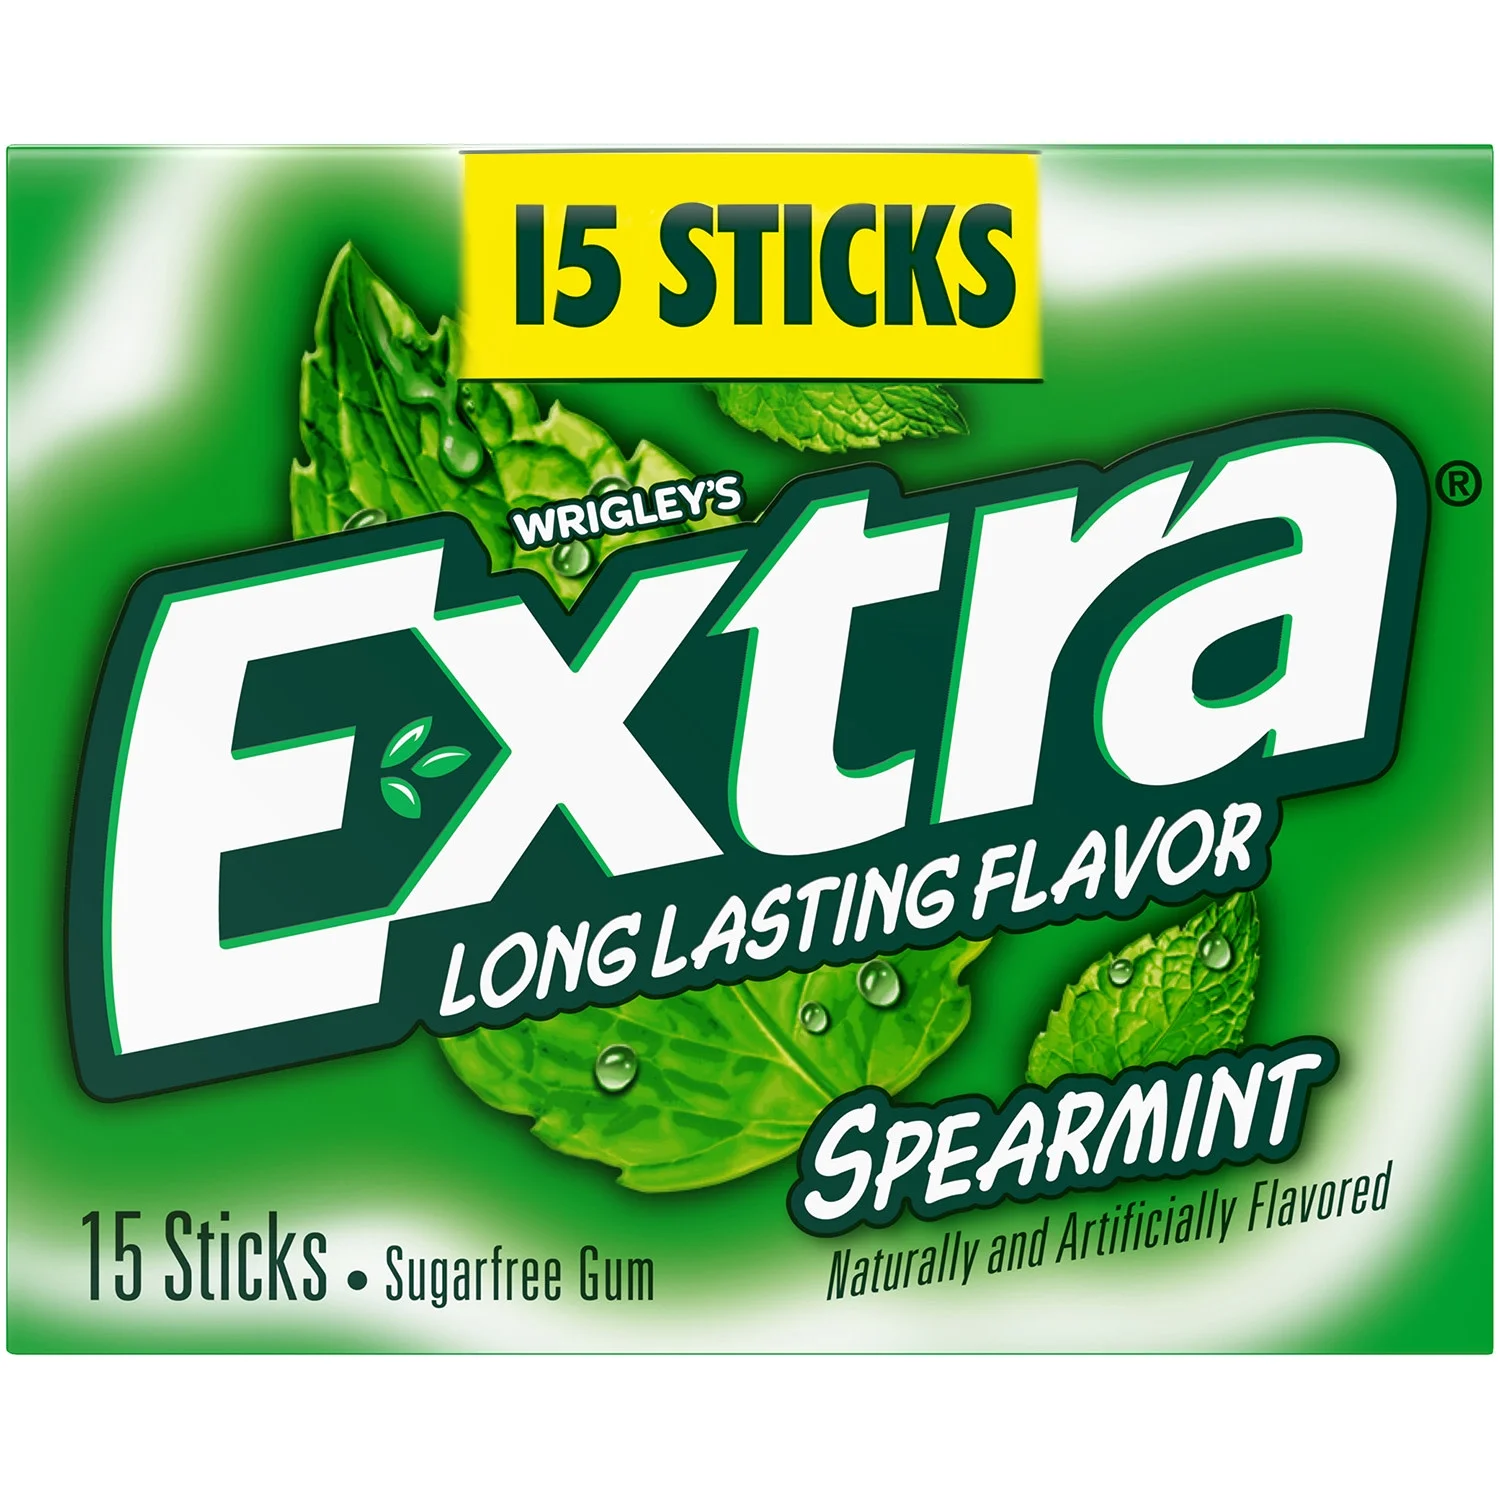 15 STICKS
WRIGLEY'S
Extra®
LONG LASTING FLAVOR
SPEARMINT
Naturally and Artificially Flavored
15 Sticks • Sugarfree Gum